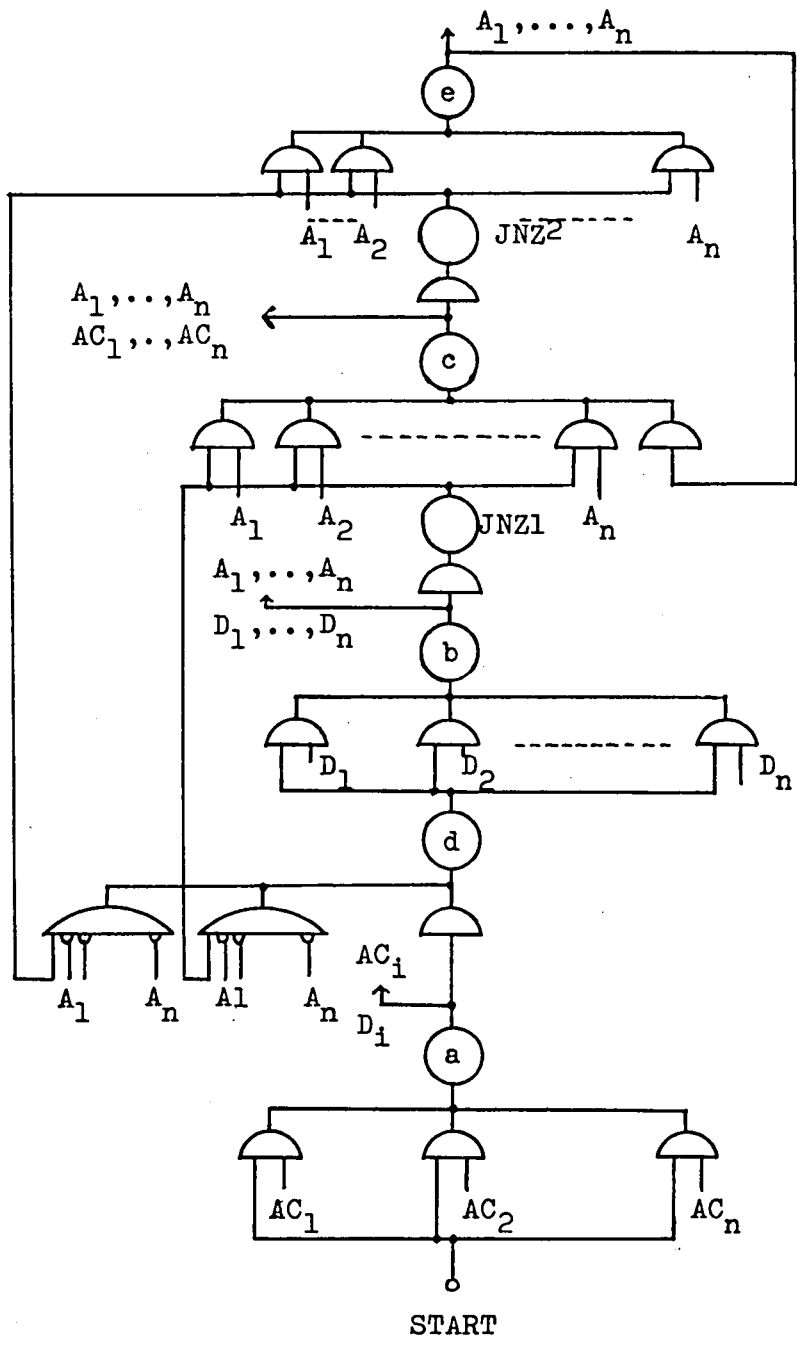 A1,...,An
e
A1 A2 JNZ2 An
A1,..,An
AC1,.,ACn
c
A1 A2 An
JNZ1
A1,..,An
D1,..,Dn
b
D1 D2 Dn
d
ACi
Di
A1 An A1 An
a
AC1 AC2 ACn
START